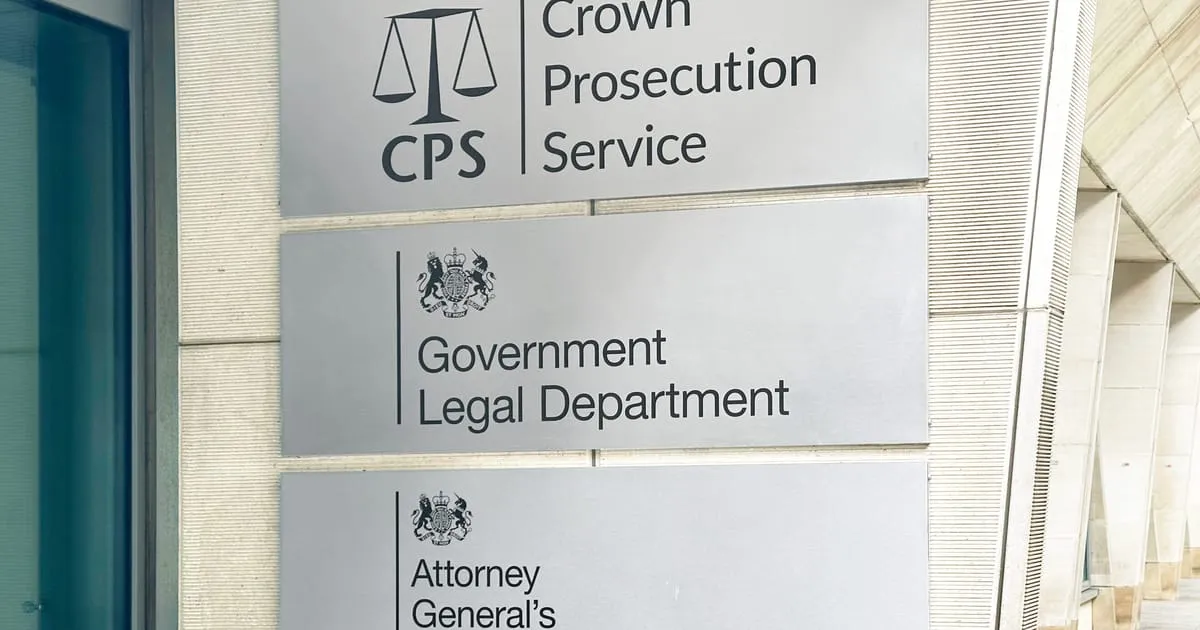 CPS
Crown
Prosecution
Service
Government
Legal Department
Attorney
General's